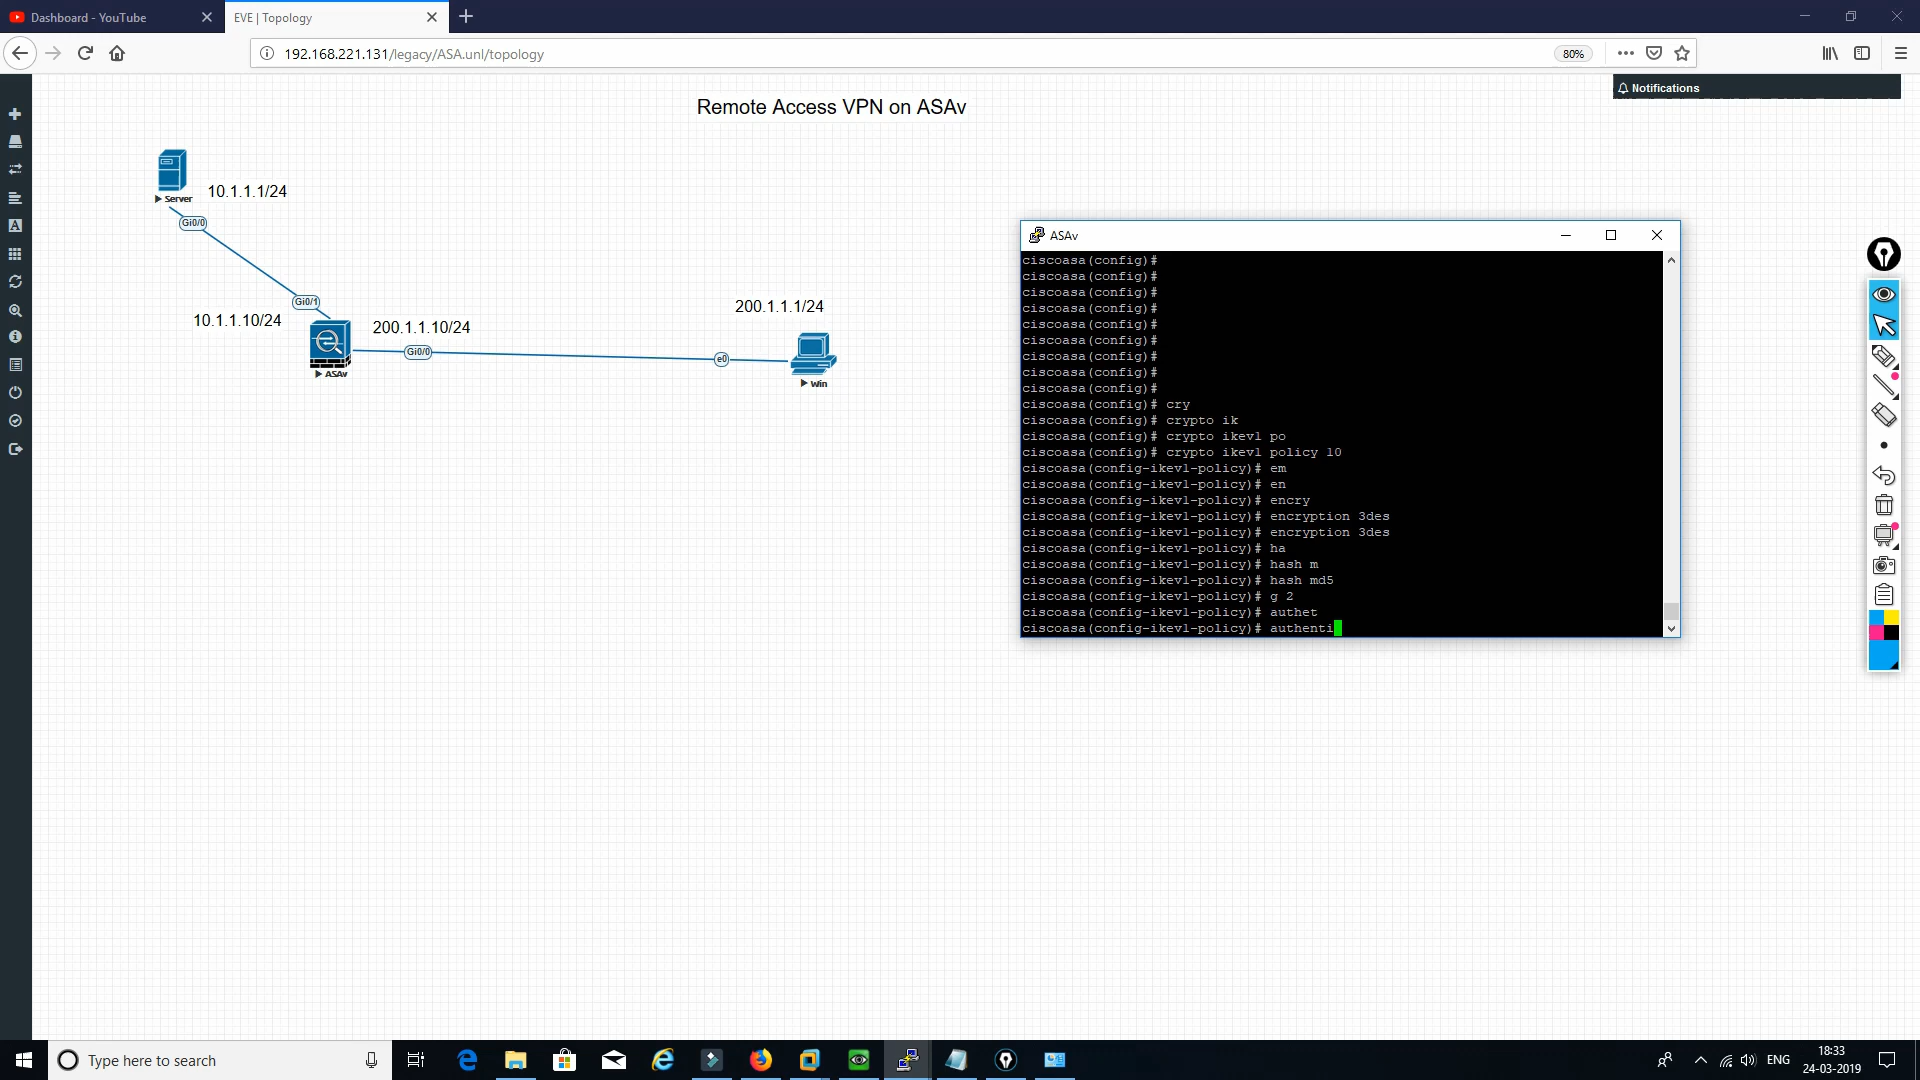 Dashboard - YouTube
EVE | Topology
192.168.221.131/legacy/ASA.unl/topology
80%
Notifications
Remote Access VPN on ASAv
Server
10.1.1.1/24
Gi0/0
Gi0/1
10.1.1.10/24
200.1.1.10/24
Gi0/0
ASAv
200.1.1.1/24
e0
Win
ASAv
ciscoasa(config)#
ciscoasa(config)#
ciscoasa(config)#
ciscoasa(config)#
ciscoasa(config)#
ciscoasa(config)#
ciscoasa(config)#
ciscoasa(config)#
ciscoasa(config)#
ciscoasa(config)# cry
ciscoasa(config)# crypto ik
ciscoasa(config)# crypto ikev1 po
ciscoasa(config)# crypto ikev1 policy 10
ciscoasa(config-ikev1-policy)# em
ciscoasa(config-ikev1-policy)# en
ciscoasa(config-ikev1-policy)# encry
ciscoasa(config-ikev1-policy)# encryption 3des
ciscoasa(config-ikev1-policy)# encryption 3des
ciscoasa(config-ikev1-policy)# ha
ciscoasa(config-ikev1-policy)# hash m
ciscoasa(config-ikev1-policy)# hash md5
ciscoasa(config-ikev1-policy)# g 2
ciscoasa(config-ikev1-policy)# authet
ciscoasa(config-ikev1-policy)# authenti
Type here to search
ENG
18:33
24-03-2019